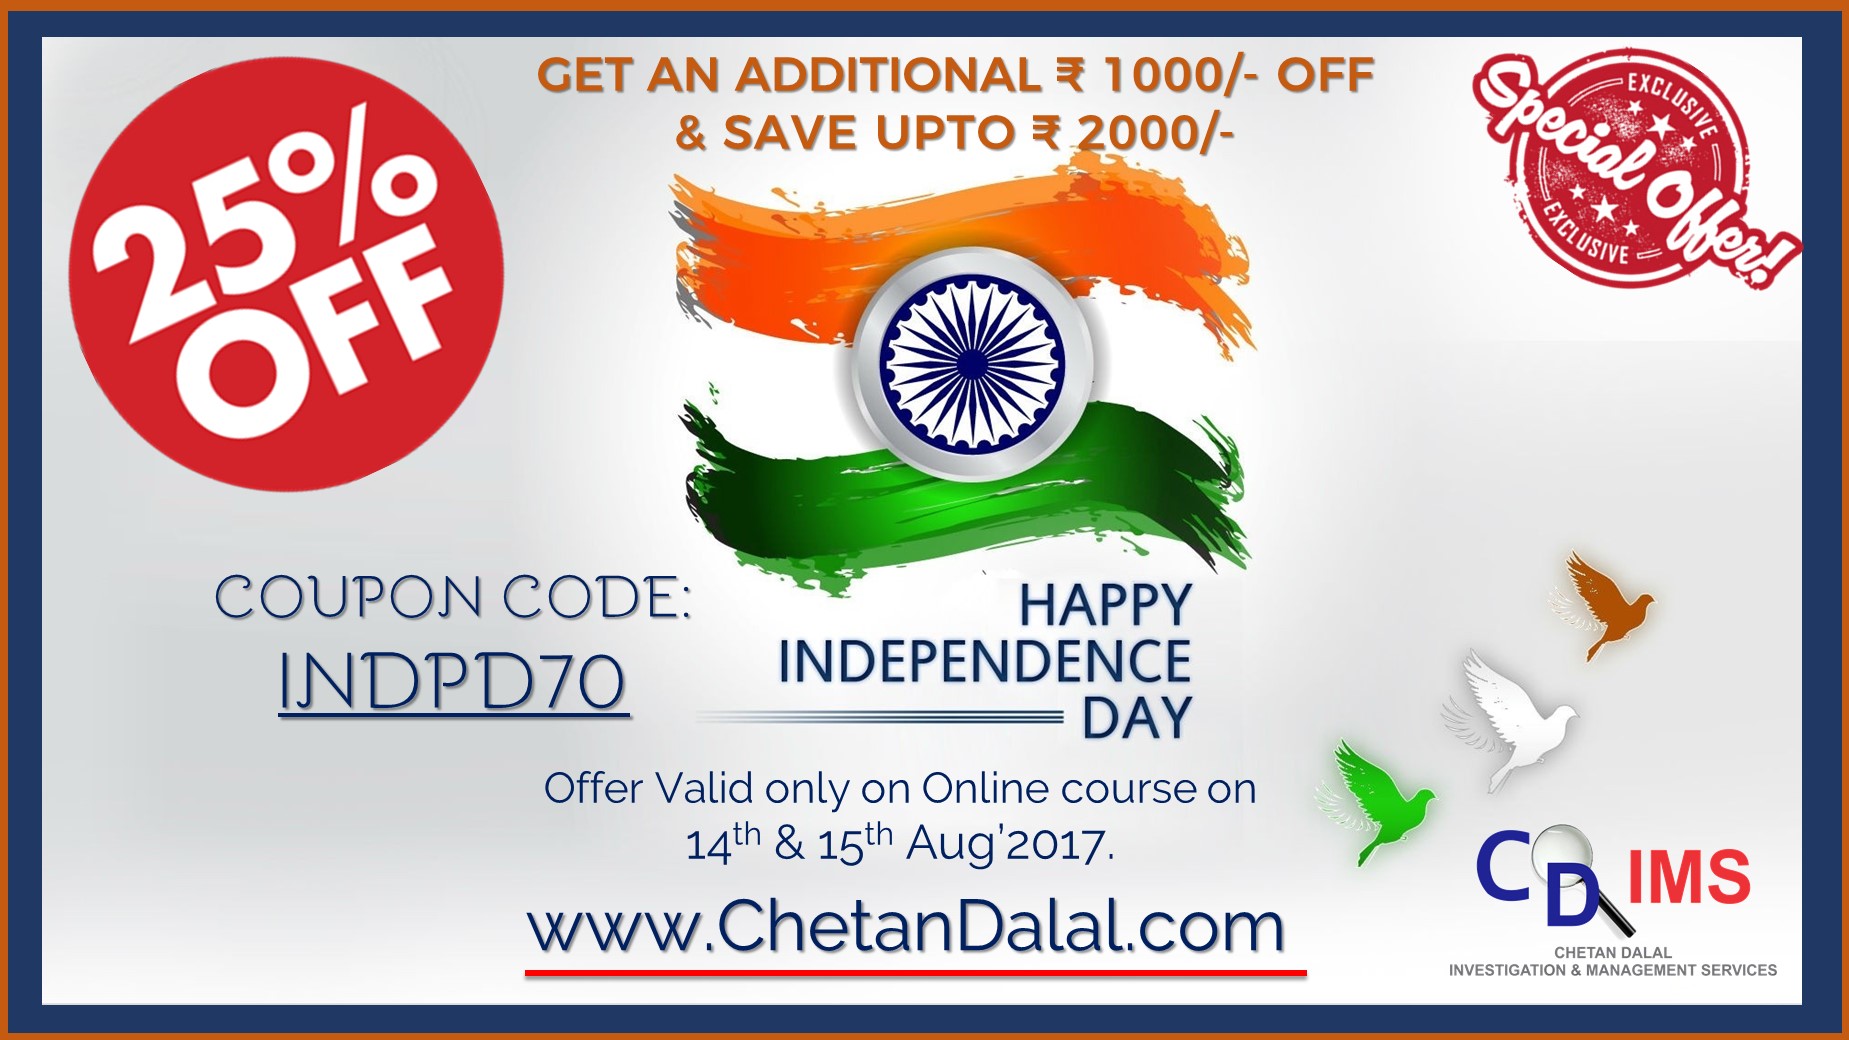 GET AN ADDITIONAL ₹ 1000/- OFF
& SAVE UPTO ₹ 2000/-
25%
OFF
EXCLUSIVE
Special Offer!
EXCLUSIVE
COUPON CODE:
INDPD70
HAPPY
INDEPENDENCE
DAY
Offer Valid only on Online course on
14th & 15th Aug'2017.
www.ChetanDalal.com
CD IMS
CHETAN DALAL
INVESTIGATION & MANAGEMENT SERVICES